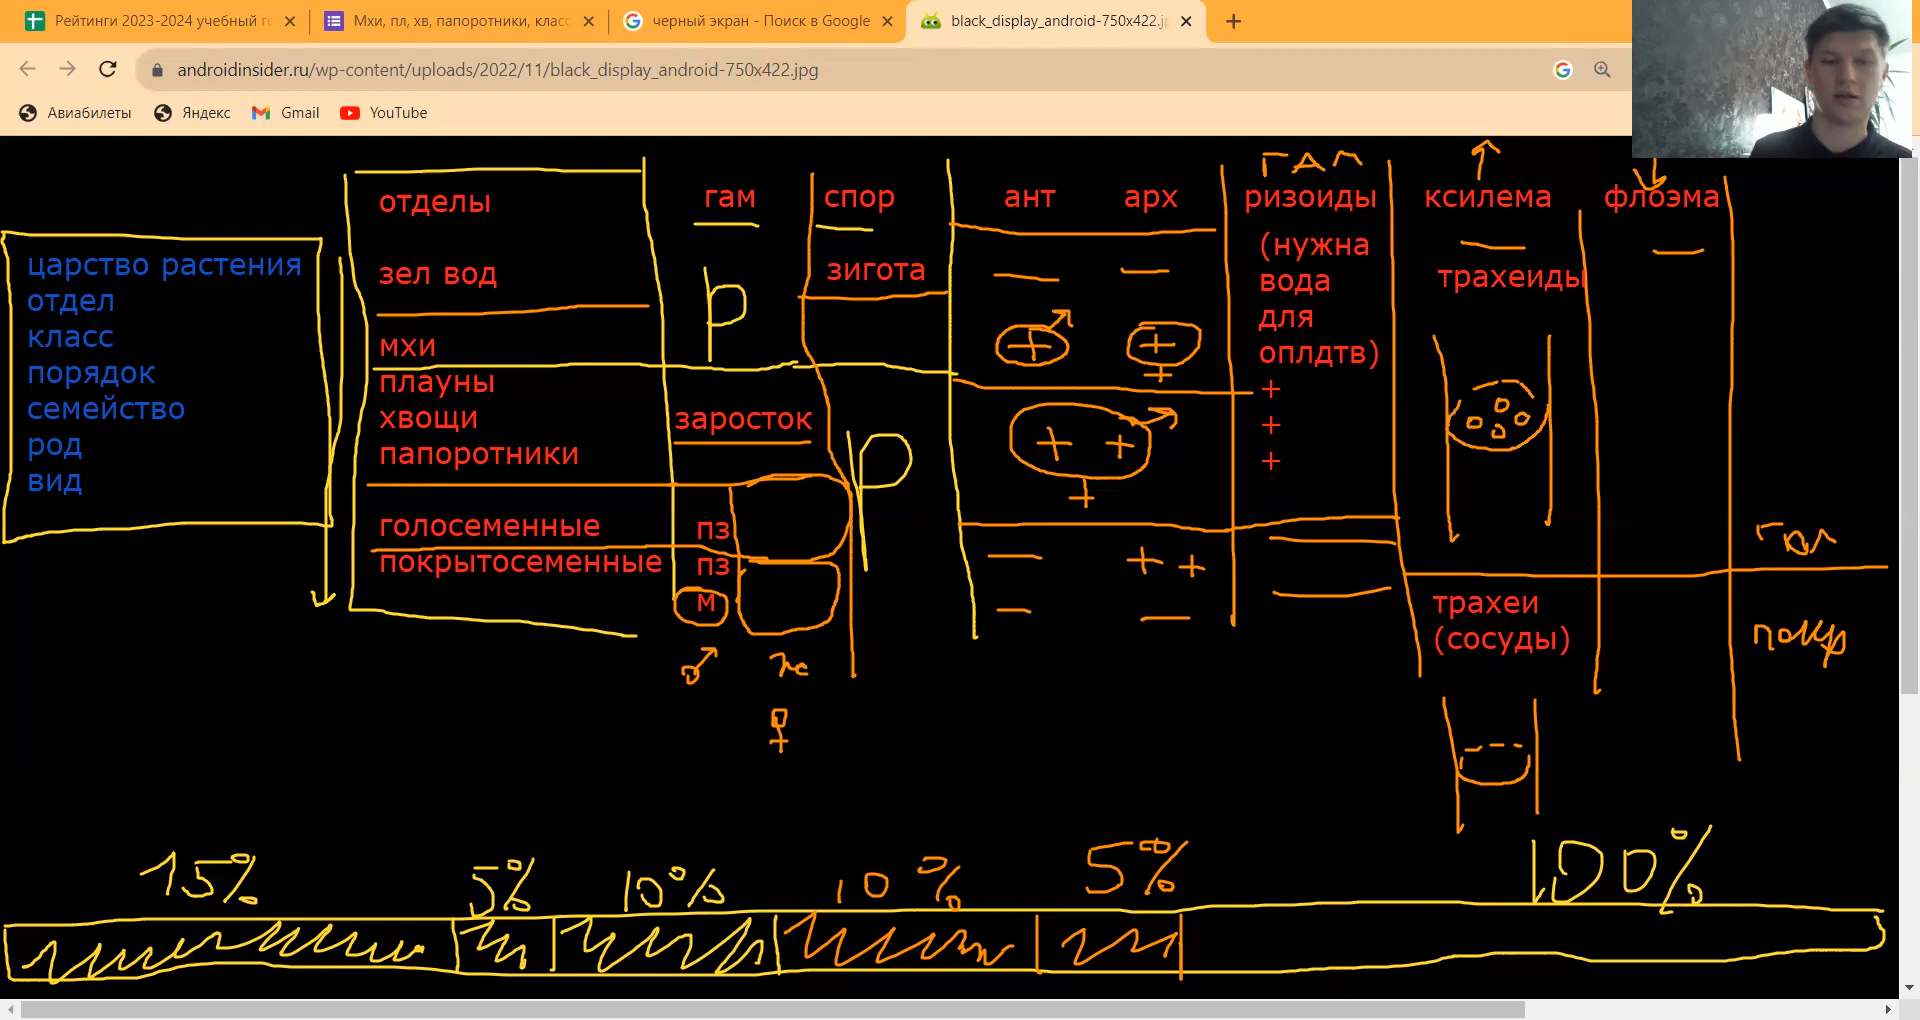 Рейтинги 2023-2024 учебный го
Мхи, пл, хв, папоротники, класс
черный экран - Поиск в Google
black_display_android-750x422.jp
androidinsider.ru/wp-content/uploads/2022/11/black_display_android-750x422.jpg
Авиабилеты Яндекс Gmail YouTube
царство растения
отдел
класс
порядок
семейство
род
вид
отделы
зел вод
мхи
плауны
хвощи
папоротники
голосеменные
покрытосеменные
гам
р
заросток
пз
пз
м
ж
спор
зигота
р
ант арх
— —
+ +
+
+ +
+
— + +
— —
ГАП
ризоиды
(нужна
вода
для
оплдтв)
+
+
+
ксилема
—
трахеиды
трахеи
(сосуды)
флоэма
—
гол
покр
15% 5% 10% 10% 5% 100%